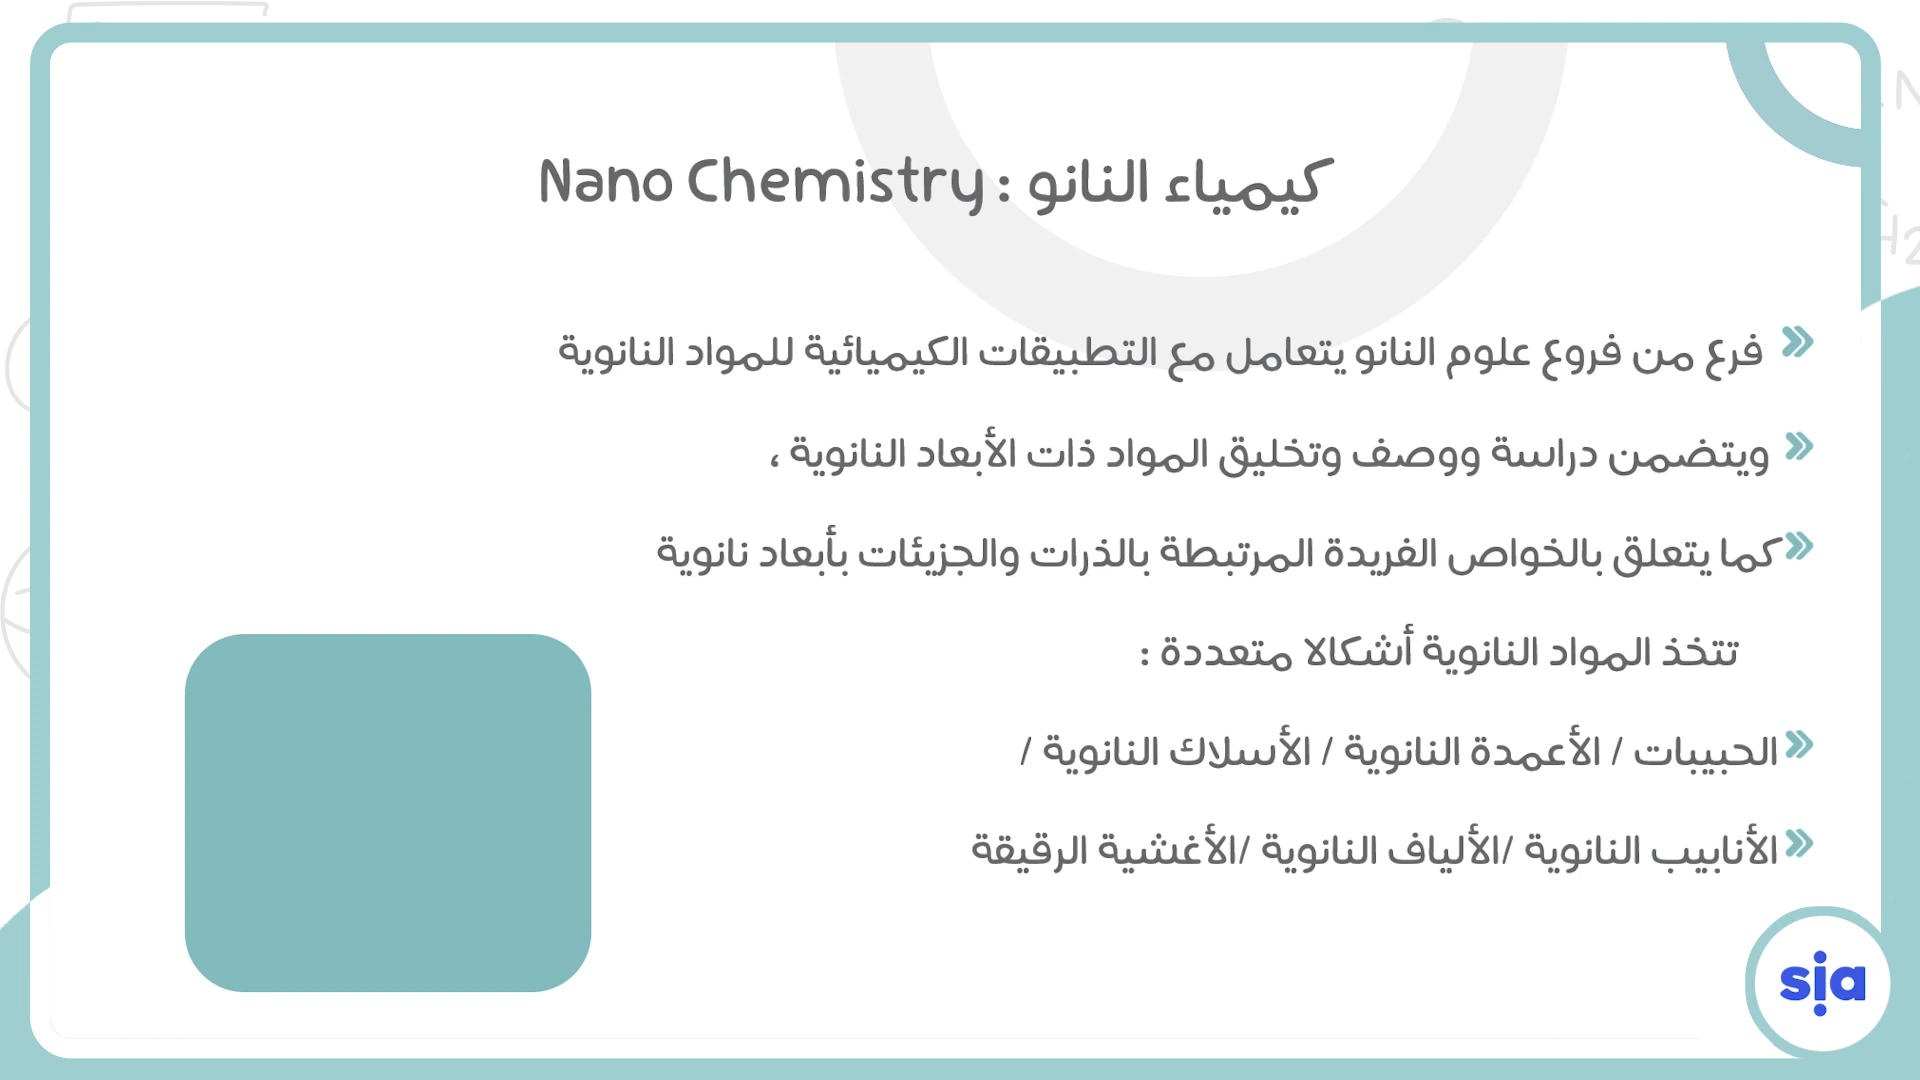 كيمياء النانو : Nano Chemistry
فرع من فروع علوم النانو يتعامل مع التطبيقات الكيميائية للمواد النانوية
ويتضمن دراسة ووصف وتخليق المواد ذات الأبعاد النانوية ،
كما يتعلق بالخواص الفريدة المرتبطة بالذرات والجزيئات بأبعاد نانوية
تتخذ المواد النانوية أشكالا متعددة :
الحبيبات / الأعمدة النانوية / الأسلاك النانوية /
الأنابيب النانوية /الألياف النانوية /الأغشية الرقيقة
sia